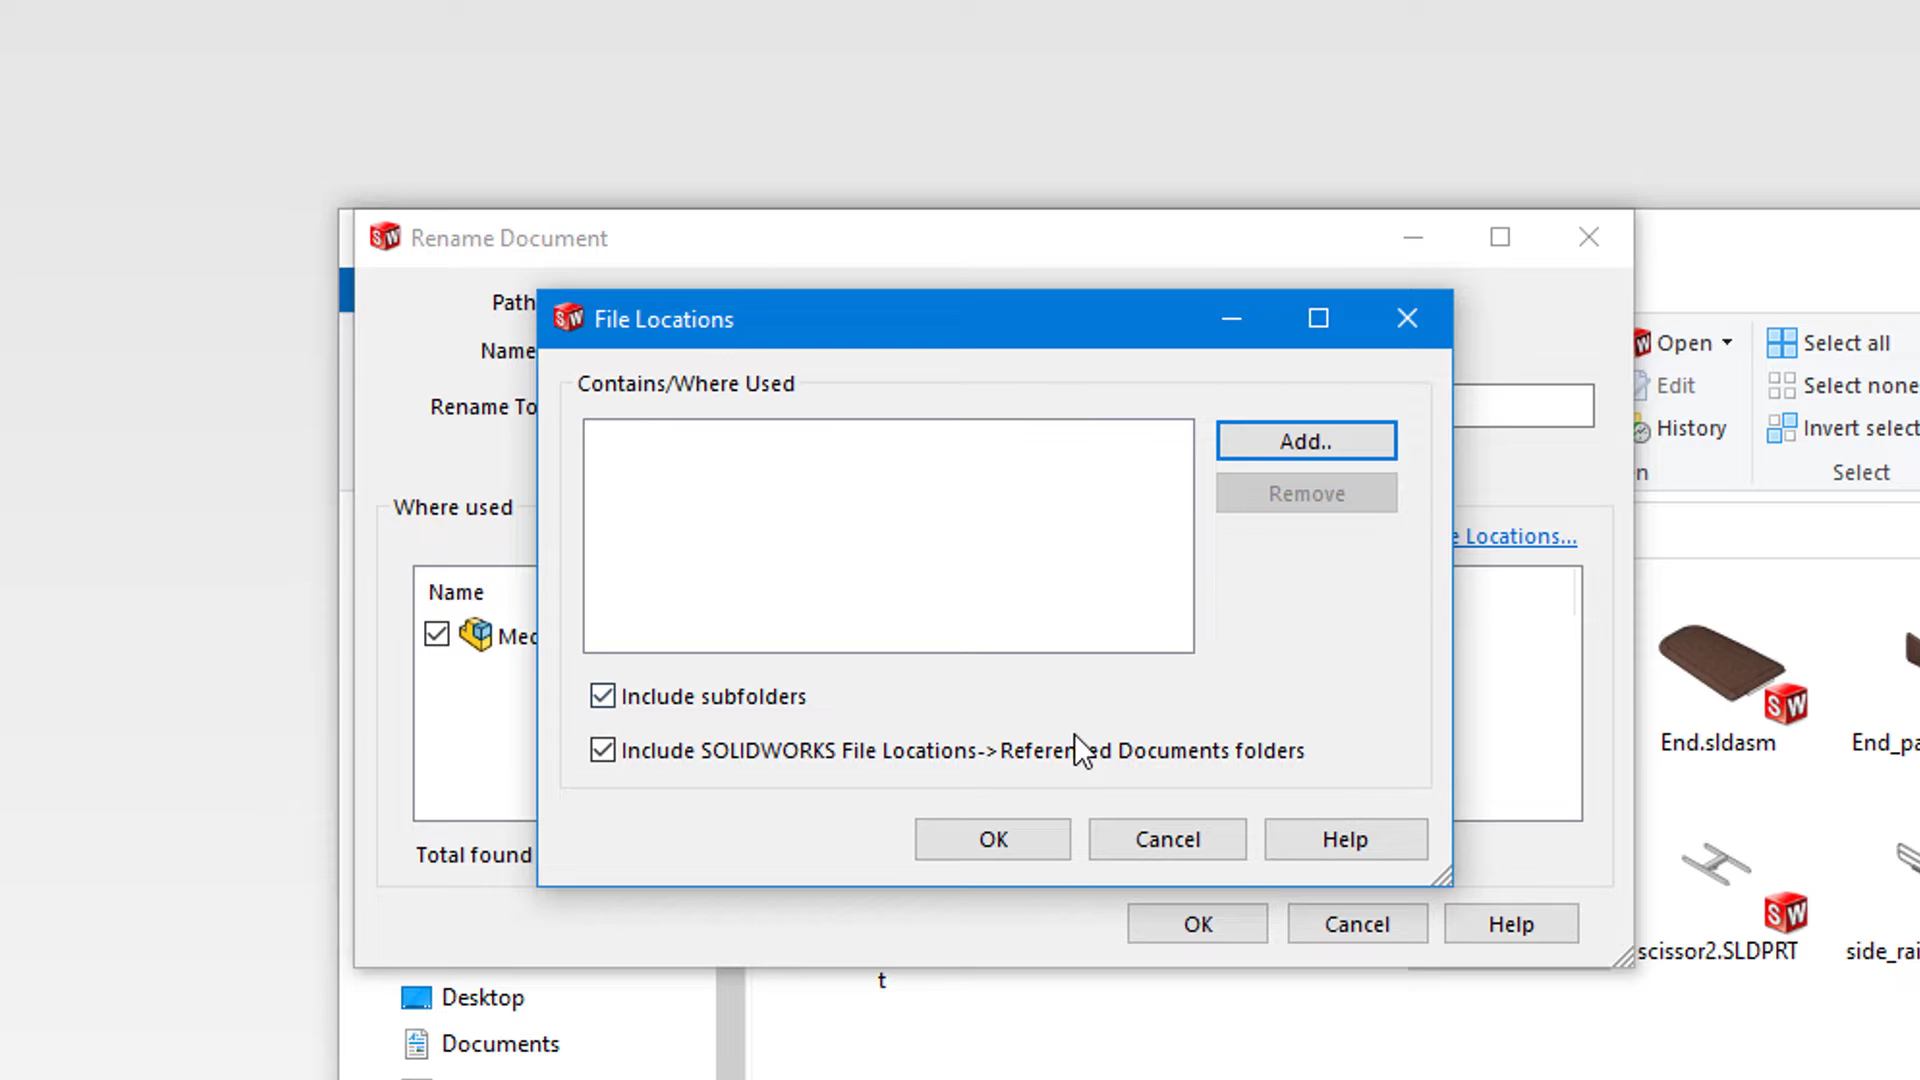 Rename Document
Path
Name
Rename To
File Locations
Contains/Where Used
Add..
Remove
Include subfolders
Include SOLIDWORKS File Locations->Referenced Documents folders
OK
Cancel
Help
Where used
Locations...
Name
Total found
OK
Cancel
Help
Open
Edit
History
Select all
Select none
Invert select
Select
End.sldasm
End_pa
scissor2.SLDPRT
side_rai
t
Desktop
Documents